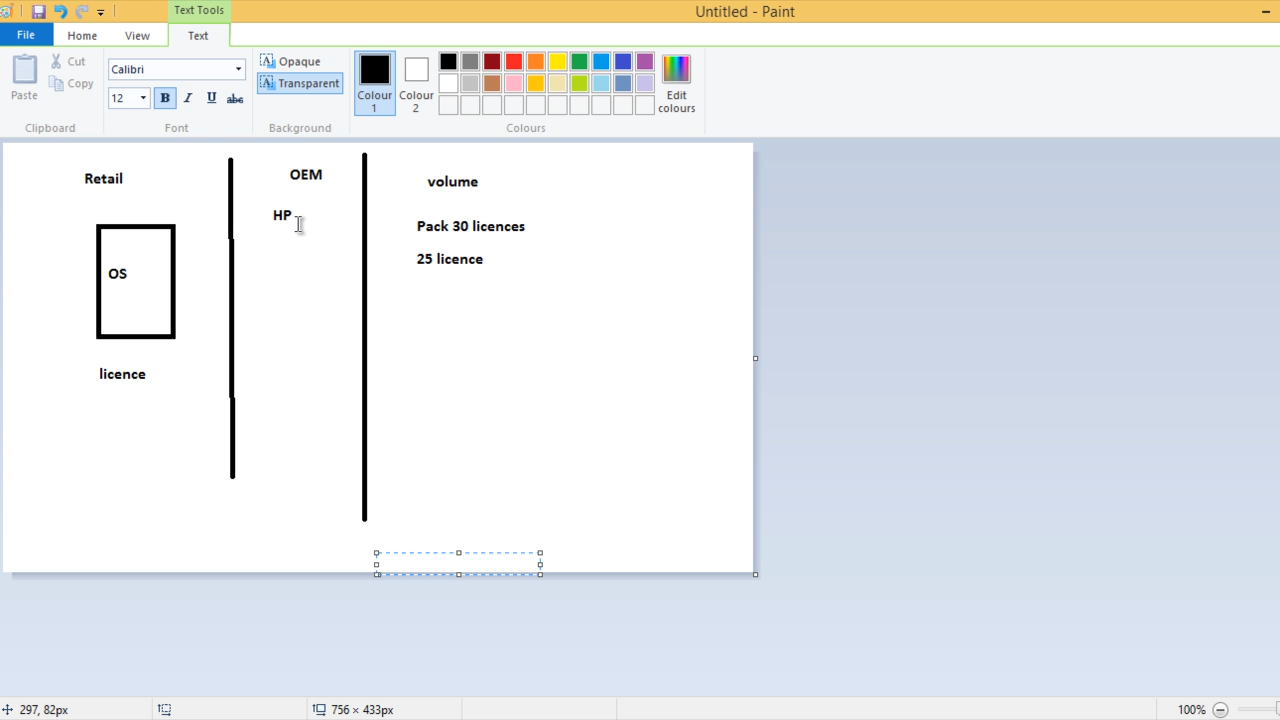 Text Tools
Untitled - Paint
File
Home
View
Text
Paste
Cut
Copy
Clipboard
Calibri
12
B I U abc
Font
Opaque
Transparent
Background
Colour 1
Colour 2
Edit colours
Colours
Retail
OEM
volume
HP
Pack 30 licences
25 licence
OS
licence
297, 82px
756 × 433px
100%